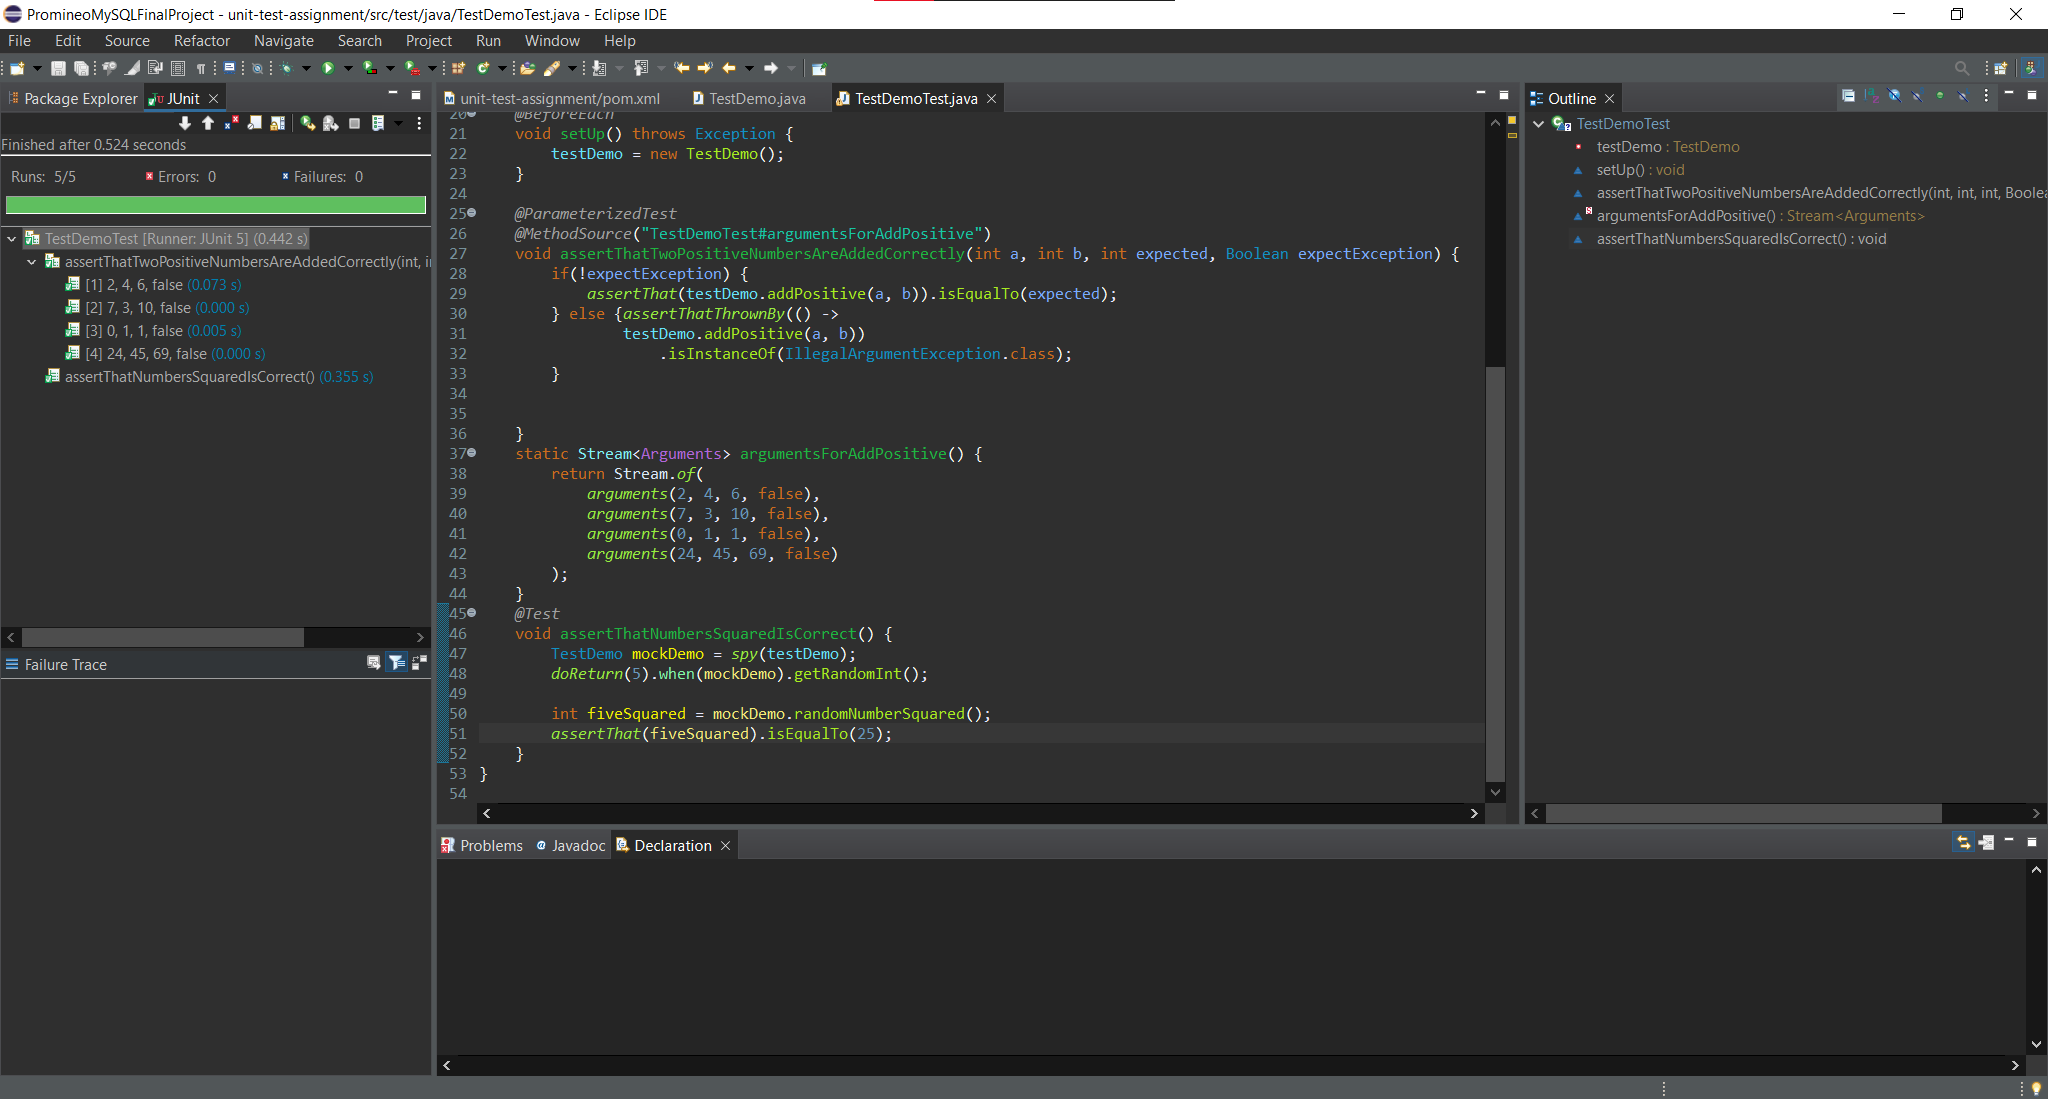 PromineoMySQLFinalProject - unit-test-assignment/src/test/java/TestDemoTest.java - Eclipse IDE
File Edit Source Refactor Navigate Search Project Run Window Help
Package Explorer JUnit
Finished after 0.524 seconds
Runs: 5/5 Errors: 0 Failures: 0
TestDemoTest [Runner: JUnit 5] (0.442 s)
assertThatTwoPositiveNumbersAreAddedCorrectly(int, i
[1] 2, 4, 6, false (0.073 s)
[2] 7, 3, 10, false (0.000 s)
[3] 0, 1, 1, false (0.005 s)
[4] 24, 45, 69, false (0.000 s)
assertThatNumbersSquaredIsCorrect() (0.355 s)
Failure Trace
unit-test-assignment/pom.xml TestDemo.java TestDemoTest.java
20 @BeforeEach
21 void setUp() throws Exception {
22 testDemo = new TestDemo();
23 }
24
25 @ParameterizedTest
26 @MethodSource("TestDemoTest#argumentsForAddPositive")
27 void assertThatTwoPositiveNumbersAreAddedCorrectly(int a, int b, int expected, Boolean expectException) {
28 if(!expectException) {
29 assertThat(testDemo.addPositive(a, b)).isEqualTo(expected);
30 } else {assertThatThrownBy(() ->
31 testDemo.addPositive(a, b))
32 .isInstanceOf(IllegalArgumentException.class);
33 }
34
35
36 }
37 static Stream<Arguments> argumentsForAddPositive() {
38 return Stream.of(
39 arguments(2, 4, 6, false),
40 arguments(7, 3, 10, false),
41 arguments(0, 1, 1, false),
42 arguments(24, 45, 69, false)
43 );
44 }
45 @Test
46 void assertThatNumbersSquaredIsCorrect() {
47 TestDemo mockDemo = spy(testDemo);
48 doReturn(5).when(mockDemo).getRandomInt();
49
50 int fiveSquared = mockDemo.randomNumberSquared();
51 assertThat(fiveSquared).isEqualTo(25);
52 }
53 }
54
Outline
TestDemoTest
testDemo : TestDemo
setUp() : void
assertThatTwoPositiveNumbersAreAddedCorrectly(int, int, int, Boolea
argumentsForAddPositive() : Stream<Arguments>
assertThatNumbersSquaredIsCorrect() : void
Problems Javadoc Declaration